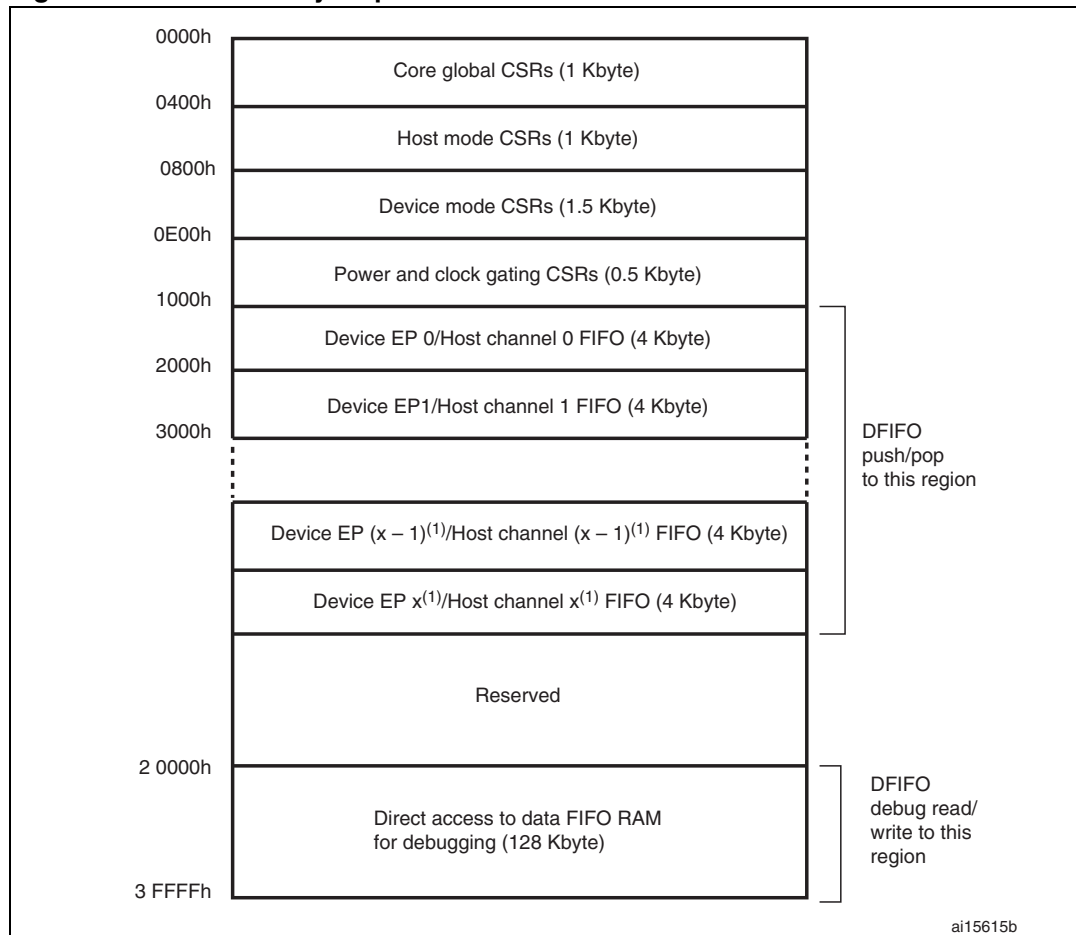 0000h
Core global CSRs (1 Kbyte)
0400h
Host mode CSRs (1 Kbyte)
0800h
Device mode CSRs (1.5 Kbyte)
0E00h
Power and clock gating CSRs (0.5 Kbyte)
1000h
Device EP 0/Host channel 0 FIFO (4 Kbyte)
2000h
Device EP1/Host channel 1 FIFO (4 Kbyte)
3000h
DFIFO
push/pop
to this region
Device EP (x – 1)(1)/Host channel (x – 1)(1) FIFO (4 Kbyte)
Device EP x(1)/Host channel x(1) FIFO (4 Kbyte)
Reserved
2 0000h
DFIFO
debug read/
write to this
region
Direct access to data FIFO RAM
for debugging (128 Kbyte)
3 FFFFh
ai15615b